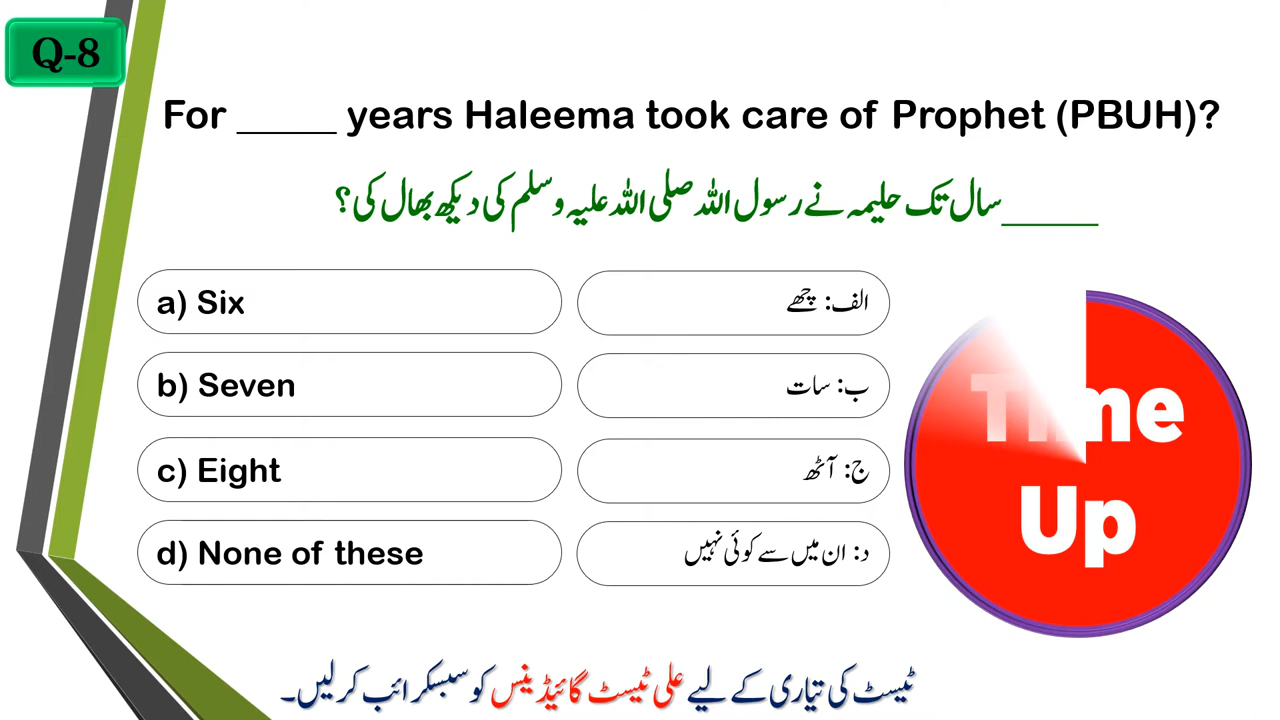 Q-8
For _____ years Haleema took care of Prophet (PBUH)?
_____سال تک حلیمہ نے رسول اللہ صلی اللہ علیہ وسلم کی دیکھ بھال کی؟
a) Six
الف: چھے
b) Seven
ب: سات
c) Eight
ج: آٹھ
d) None of these
د: ان میں سے کوئی نہیں
Time
Up
ٹیسٹ کی تیاری کے لیے علی ٹیسٹ گائیڈینس کو سبسکرائب کر لیں۔